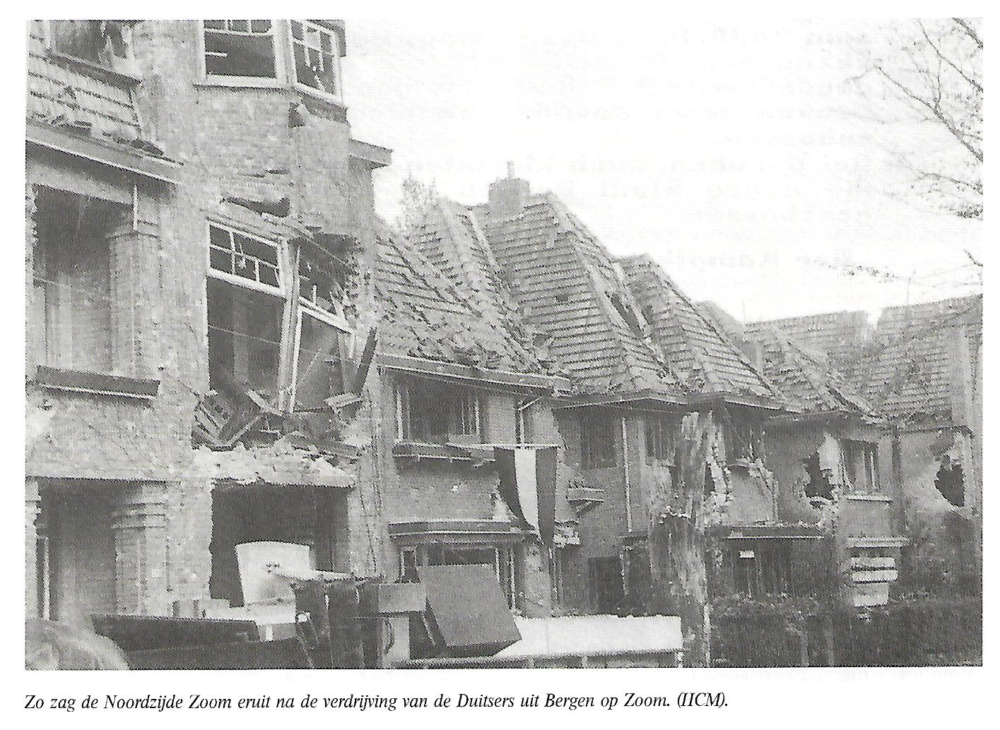 Zo zag de Noordzijde Zoom eruit na de verdrijving van de Duitsers uit Bergen op Zoom. (IICM).